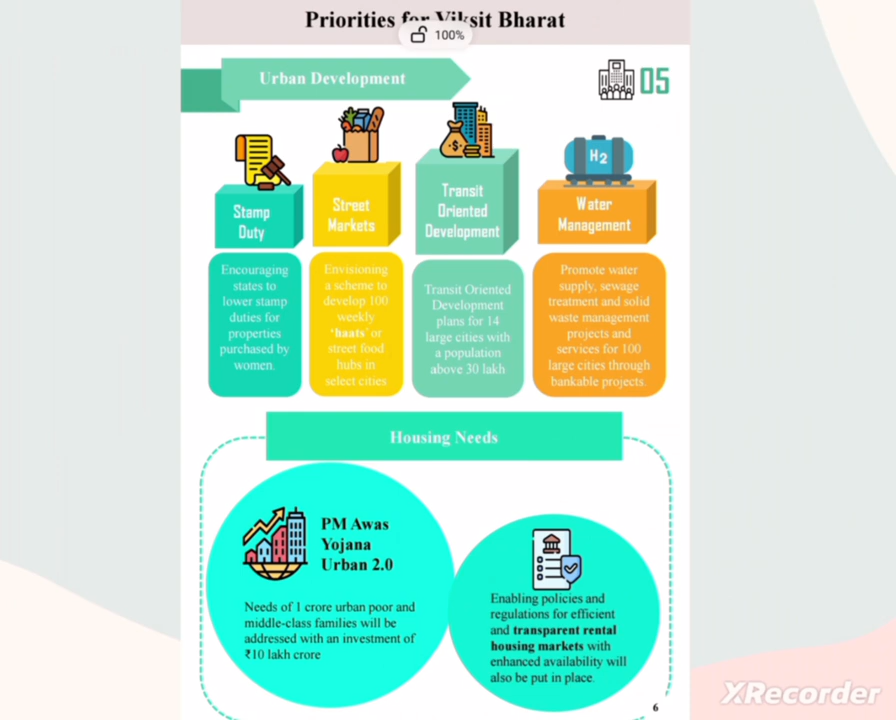 Priorities for Viksit Bharat
100%
Urban Development
05
H2
Stamp
Duty
Street
Markets
Transit
Oriented
Development
Water
Management
Encouraging
states to
lower stamp
duties for
properties
purchased by
women.
Envisioning
a scheme to
develop 100
weekly
‘haats’ or
street food
hubs in
select cities
Transit Oriented
Development
plans for 14
large cities with
a population
above 30 lakh
Promote water
supply, sewage
treatment and solid
waste management
projects and
services for 100
large cities through
bankable projects.
Housing Needs
PM Awas
Yojana
Urban 2.0
Needs of 1 crore urban poor and
middle-class families will be
addressed with an investment of
₹10 lakh crore
Enabling policies and
regulations for efficient
and transparent rental
housing markets with
enhanced availability will
also be put in place.
6
XRecorder